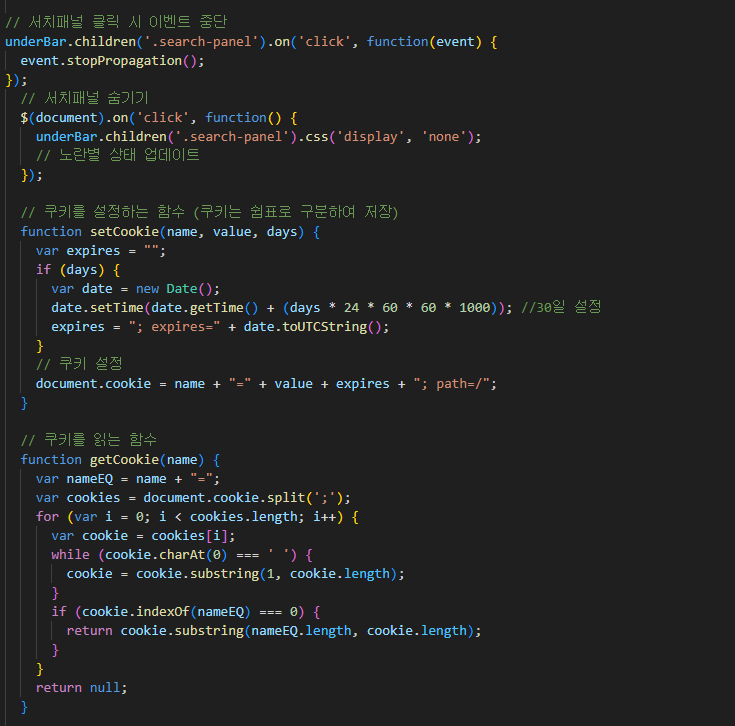 // 서치패널 클릭 시 이벤트 중단
underBar.children('.search-panel').on('click', function(event) {
  event.stopPropagation();
});
  // 서치패널 숨기기
  $(document).on('click', function() {
    underBar.children('.search-panel').css('display', 'none');
    // 노란별 상태 업데이트
  });

  // 쿠키를 설정하는 함수 (쿠키는 쉼표로 구분하여 저장)
  function setCookie(name, value, days) {
    var expires = "";
    if (days) {
      var date = new Date();
      date.setTime(date.getTime() + (days * 24 * 60 * 60 * 1000)); //30일 설정
      expires = "; expires=" + date.toUTCString();
    }
    // 쿠키 설정
    document.cookie = name + "=" + value + expires + "; path=/";
  }

  // 쿠키를 읽는 함수
  function getCookie(name) {
    var nameEQ = name + "=";
    var cookies = document.cookie.split(';');
    for (var i = 0; i < cookies.length; i++) {
      var cookie = cookies[i];
      while (cookie.charAt(0) === ' ') {
        cookie = cookie.substring(1, cookie.length);
      }
      if (cookie.indexOf(nameEQ) === 0) {
        return cookie.substring(nameEQ.length, cookie.length);
      }
    }
    return null;
  }